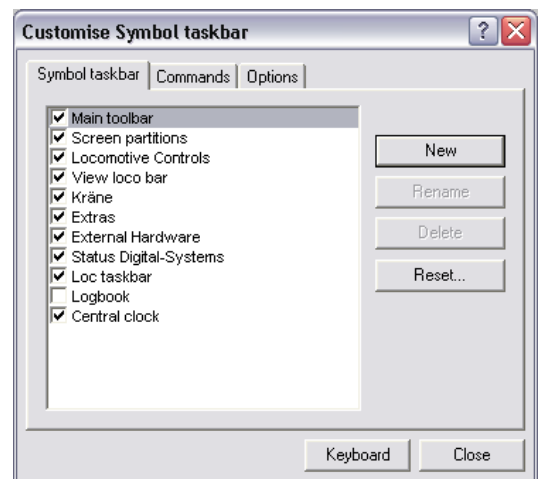 Customise Symbol taskbar
Symbol taskbar Commands Options
Main toolbar
Screen partitions
Locomotive Controls
View loco bar
Kräne
Extras
External Hardware
Status Digital-Systems
Loc taskbar
Logbook
Central clock
New
Rename
Delete
Reset...
Keyboard Close